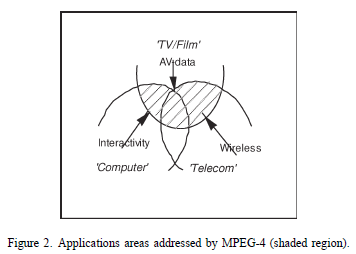 'TV/Film'
AV data
Interactivity
Wireless
'Computer'
'Telecom'
Figure 2. Applications areas addressed by MPEG-4 (shaded region).